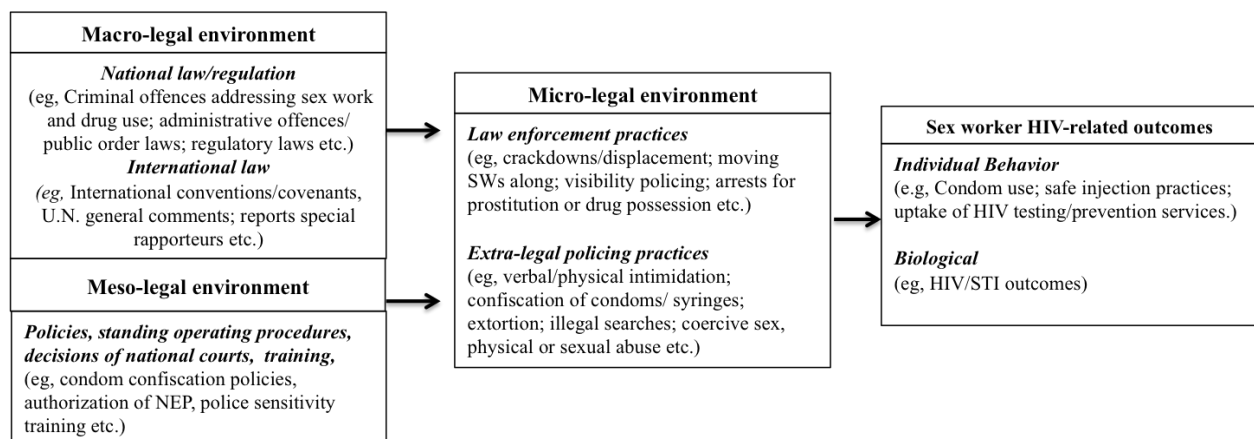 Macro-legal environment
National law/regulation
(eg, Criminal offences addressing sex work
and drug use; administrative offences/
public order laws; regulatory laws etc.)
International law
(eg, International conventions/covenants,
U.N. general comments; reports special
rapporteurs etc.)
Meso-legal environment
Policies, standing operating procedures,
decisions of national courts, training,
(eg, condom confiscation policies,
authorization of NEP, police sensitivity
training etc.)
Micro-legal environment
Law enforcement practices
(eg, crackdowns/displacement; moving
SWs along; visibility policing; arrests for
prostitution or drug possession etc.)
Extra-legal policing practices
(eg, verbal/physical intimidation;
confiscation of condoms/ syringes;
extortion; illegal searches; coercive sex,
physical or sexual abuse etc.)
Sex worker HIV-related outcomes
Individual Behavior
(e.g, Condom use; safe injection practices;
uptake of HIV testing/prevention services.)
Biological
(eg, HIV/STI outcomes)